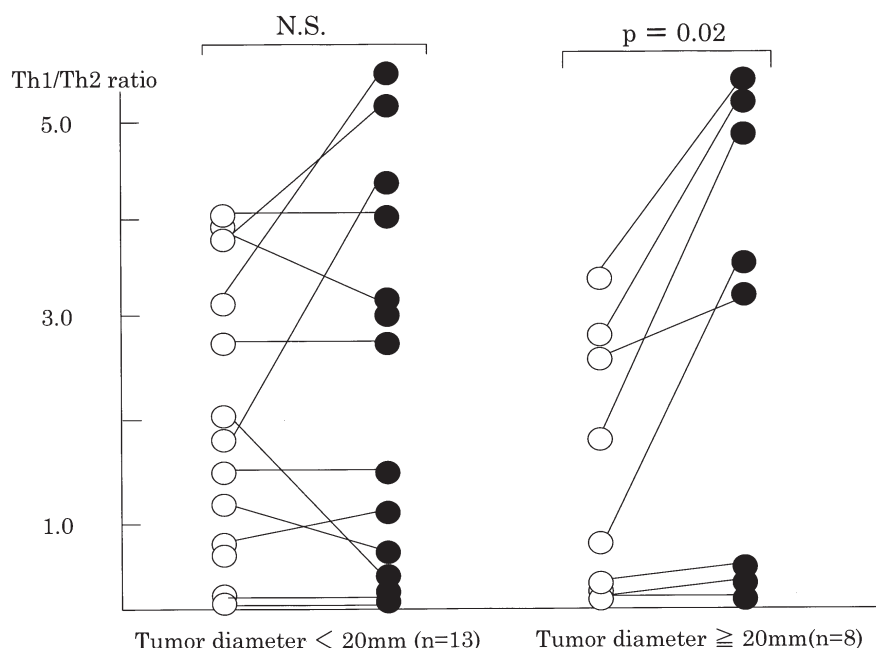 N.S.
p = 0.02
Th1/Th2 ratio
5.0
3.0
1.0
Tumor diameter < 20mm (n=13)
Tumor diameter ≧ 20mm(n=8)